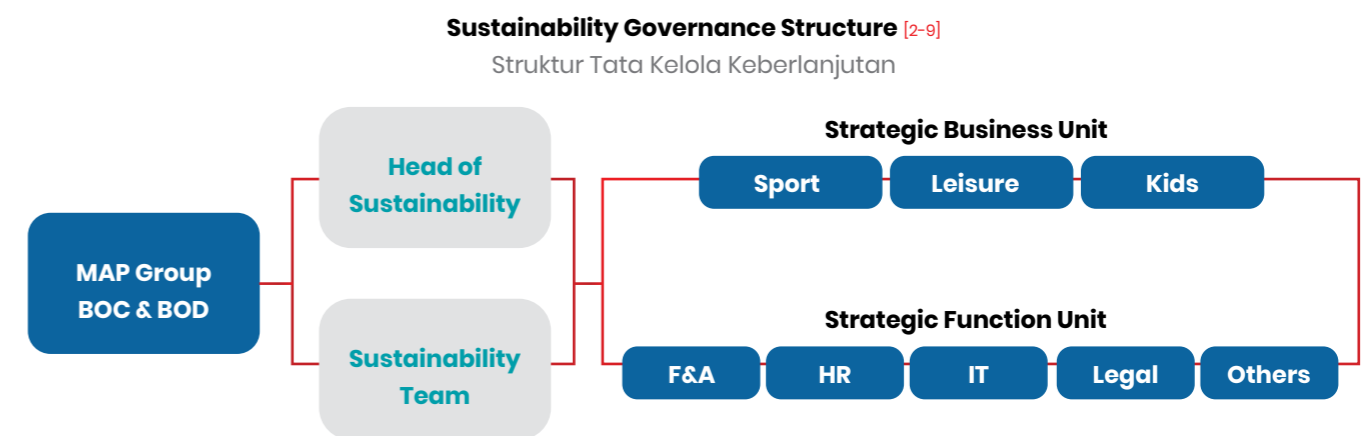 Sustainability Governance Structure [2-9]
Struktur Tata Kelola Keberlanjutan
MAP Group
BOC & BOD
Head of
Sustainability
Sustainability
Team
Strategic Business Unit
Sport
Leisure
Kids
Strategic Function Unit
F&A
HR
IT
Legal
Others